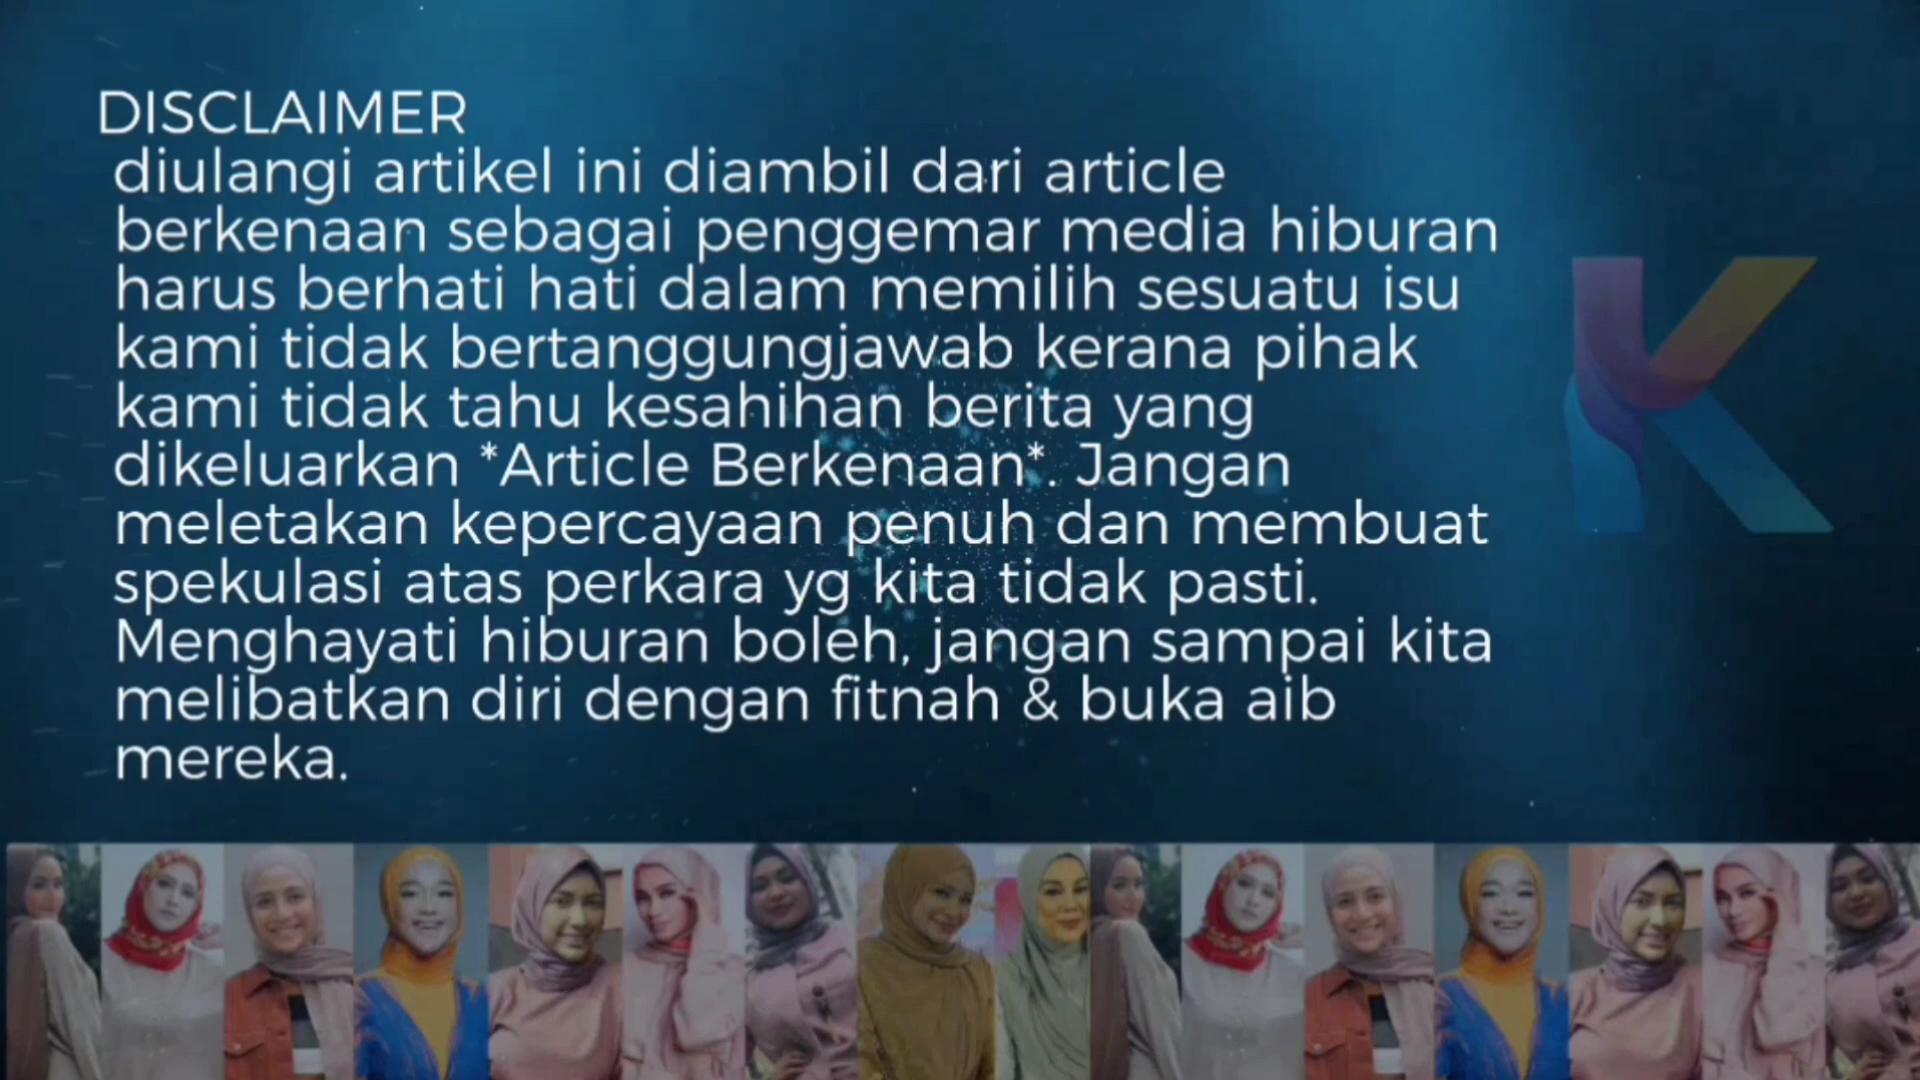 DISCLAIMER
diulangi artikel ini diambil dari article
berkenaan sebagai penggemar media hiburan
harus berhati hati dalam memilih sesuatu isu
kami tidak bertanggungjawab kerana pihak
kami tidak tahu kesahihan berita yang
dikeluarkan *Article Berkenaan*. Jangan
meletakan kepercayaan penuh dan membuat
spekulasi atas perkara yg kita tidak pasti.
Menghayati hiburan boleh, jangan sampai kita
melibatkan diri dengan fitnah & buka aib
mereka.
K